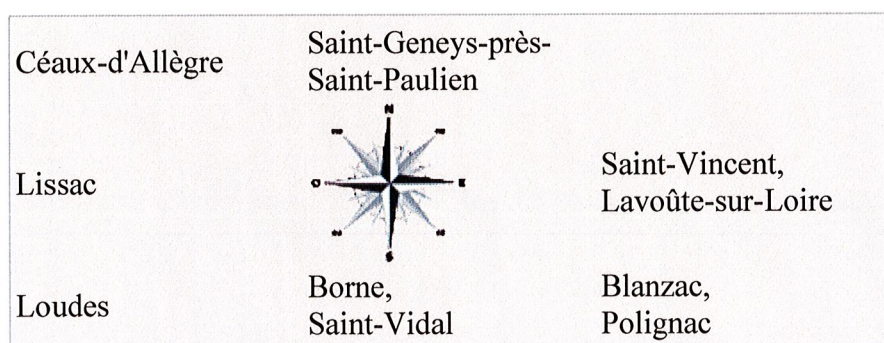 Céaux-d'Allègre
Saint-Geneys-près-
Saint-Paulien
N
O
E
S
Lissac
Saint-Vincent,
Lavoûte-sur-Loire
Loudes
Borne,
Saint-Vidal
Blanzac,
Polignac